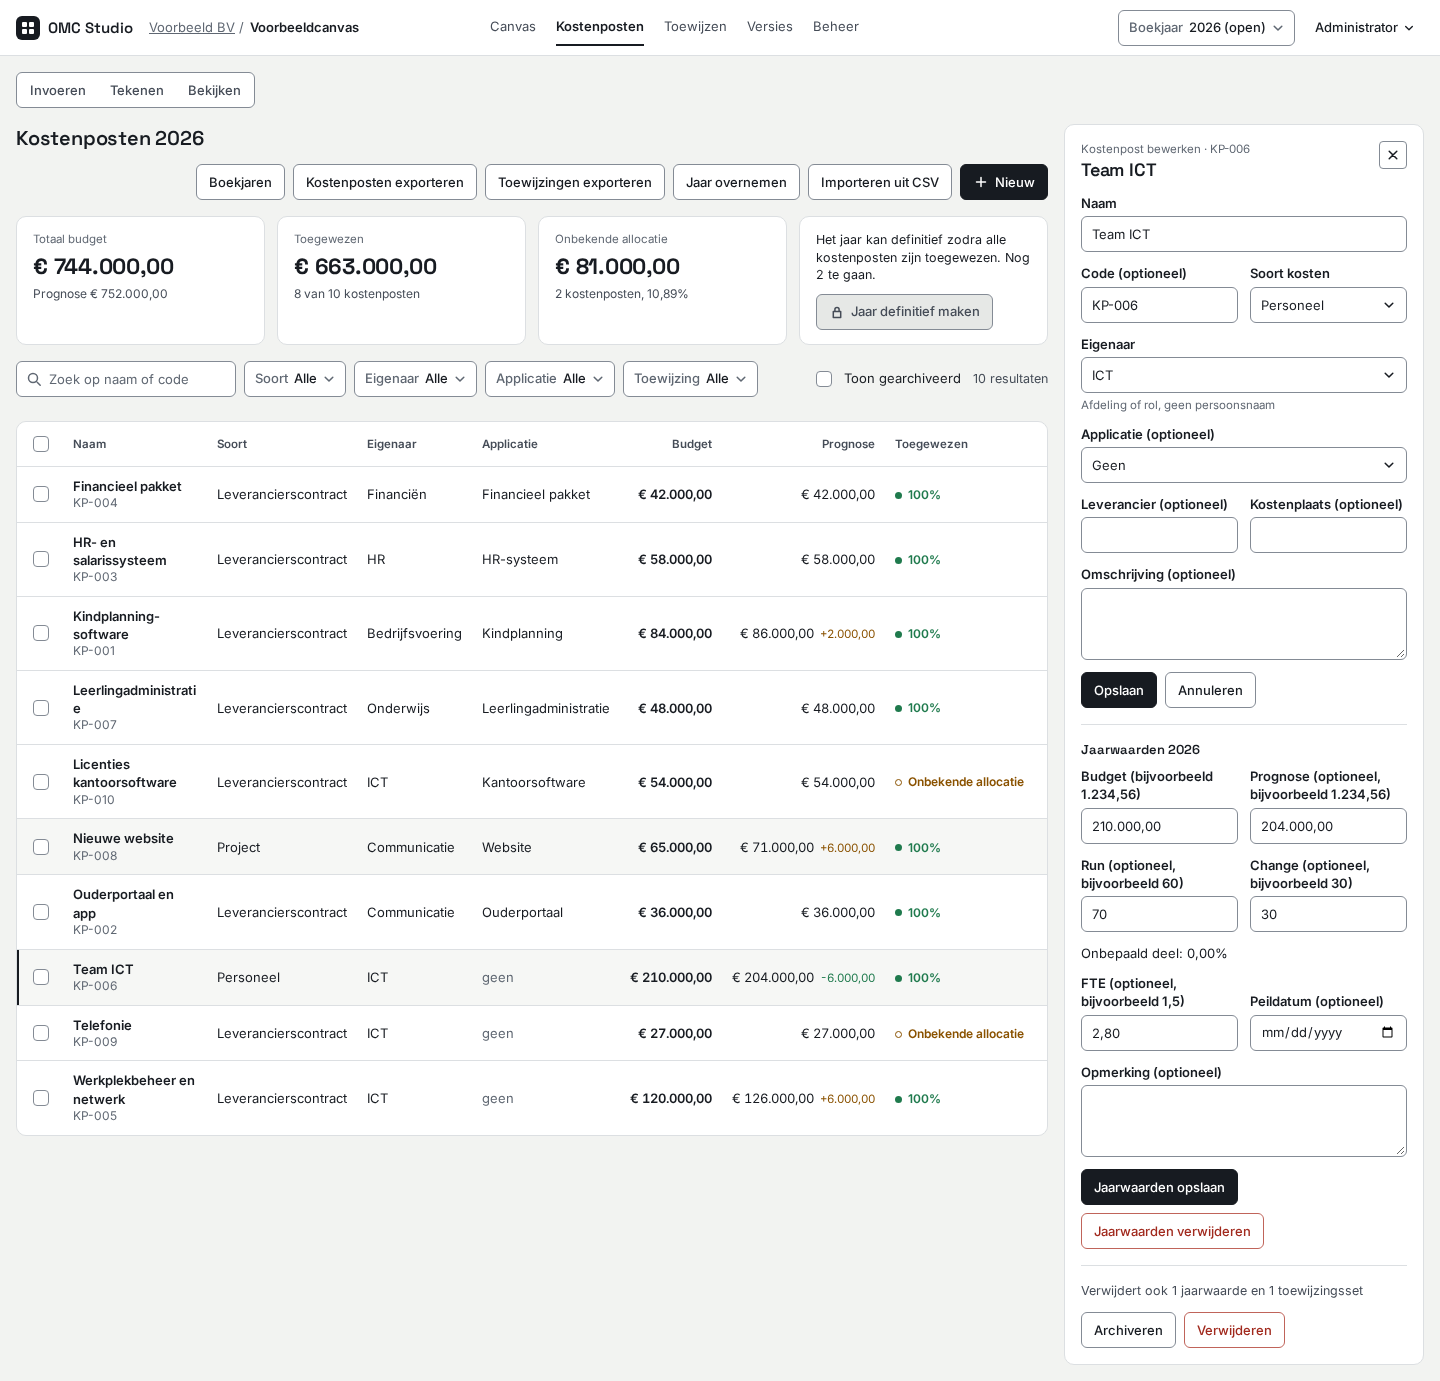 OMC Studio
Voorbeeld BV / Voorbeeldcanvas
Canvas Kostenposten Toewijzen Versies Beheer
Boekjaar 2026 (open)
Administrator
Invoeren Tekenen Bekijken
Kostenposten 2026
Boekjaren
Kostenposten exporteren
Toewijzingen exporteren
Jaar overnemen
Importeren uit CSV
Nieuw
Totaal budget
€ 744.000,00
Prognose € 752.000,00
Toegewezen
€ 663.000,00
8 van 10 kostenposten
Onbekende allocatie
€ 81.000,00
2 kostenposten, 10,89%
Het jaar kan definitief zodra alle
kostenposten zijn toegewezen. Nog
2 te gaan.
Jaar definitief maken
Zoek op naam of code
Soort Alle
Eigenaar Alle
Applicatie Alle
Toewijzing Alle
Toon gearchiveerd
10 resultaten
Naam Soort Eigenaar Applicatie Budget Prognose Toegewezen
Financieel pakket
KP-004
Leverancierscontract Financiën Financieel pakket € 42.000,00 € 42.000,00 100%
HR- en
salarissysteem
KP-003
Leverancierscontract HR HR-systeem € 58.000,00 € 58.000,00 100%
Kindplanning-
software
KP-001
Leverancierscontract Bedrijfsvoering Kindplanning € 84.000,00 € 86.000,00 +2.000,00 100%
Leerlingadministrati
e
KP-007
Leverancierscontract Onderwijs Leerlingadministratie € 48.000,00 € 48.000,00 100%
Licenties
kantoorsoftware
KP-010
Leverancierscontract ICT Kantoorsoftware € 54.000,00 € 54.000,00 Onbekende allocatie
Nieuwe website
KP-008
Project Communicatie Website € 65.000,00 € 71.000,00 +6.000,00 100%
Ouderportaal en
app
KP-002
Leverancierscontract Communicatie Ouderportaal € 36.000,00 € 36.000,00 100%
Team ICT
KP-006
Personeel ICT geen € 210.000,00 € 204.000,00 -6.000,00 100%
Telefonie
KP-009
Leverancierscontract ICT geen € 27.000,00 € 27.000,00 Onbekende allocatie
Werkplekbeheer en
netwerk
KP-005
Leverancierscontract ICT geen € 120.000,00 € 126.000,00 +6.000,00 100%
Kostenpost bewerken · KP-006
Team ICT
Naam
Team ICT
Code (optioneel) Soort kosten
KP-006 Personeel
Eigenaar
ICT
Afdeling of rol, geen persoonsnaam
Applicatie (optioneel)
Geen
Leverancier (optioneel) Kostenplaats (optioneel)
Omschrijving (optioneel)
Opslaan Annuleren
Jaarwaarden 2026
Budget (bijvoorbeeld
1.234,56)
Prognose (optioneel,
bijvoorbeeld 1.234,56)
210.000,00 204.000,00
Run (optioneel,
bijvoorbeeld 60)
Change (optioneel,
bijvoorbeeld 30)
70 30
Onbepaald deel: 0,00%
FTE (optioneel,
bijvoorbeeld 1,5)
Peildatum (optioneel)
2,80 mm/dd/yyyy
Opmerking (optioneel)
Jaarwaarden opslaan
Jaarwaarden verwijderen
Verwijdert ook 1 jaarwaarde en 1 toewijzingsset
Archiveren Verwijderen